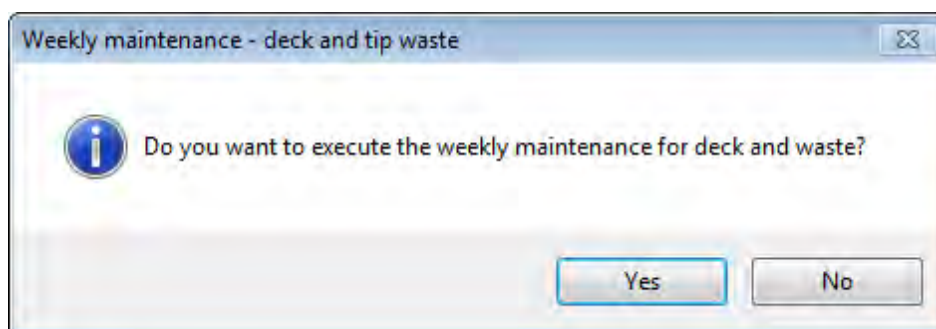 Weekly maintenance - deck and tip waste
Do you want to execute the weekly maintenance for deck and waste?
Yes
No